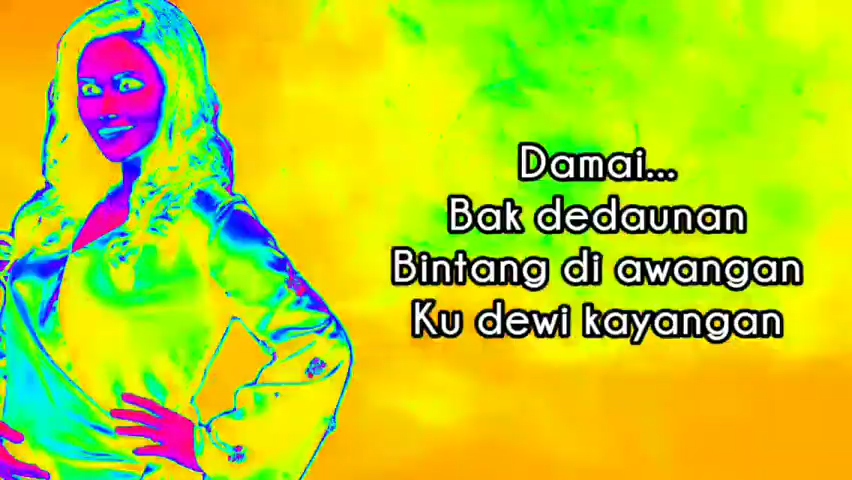 Damai...
Bak dedaunan
Bintang di awangan
Ku dewi kayangan